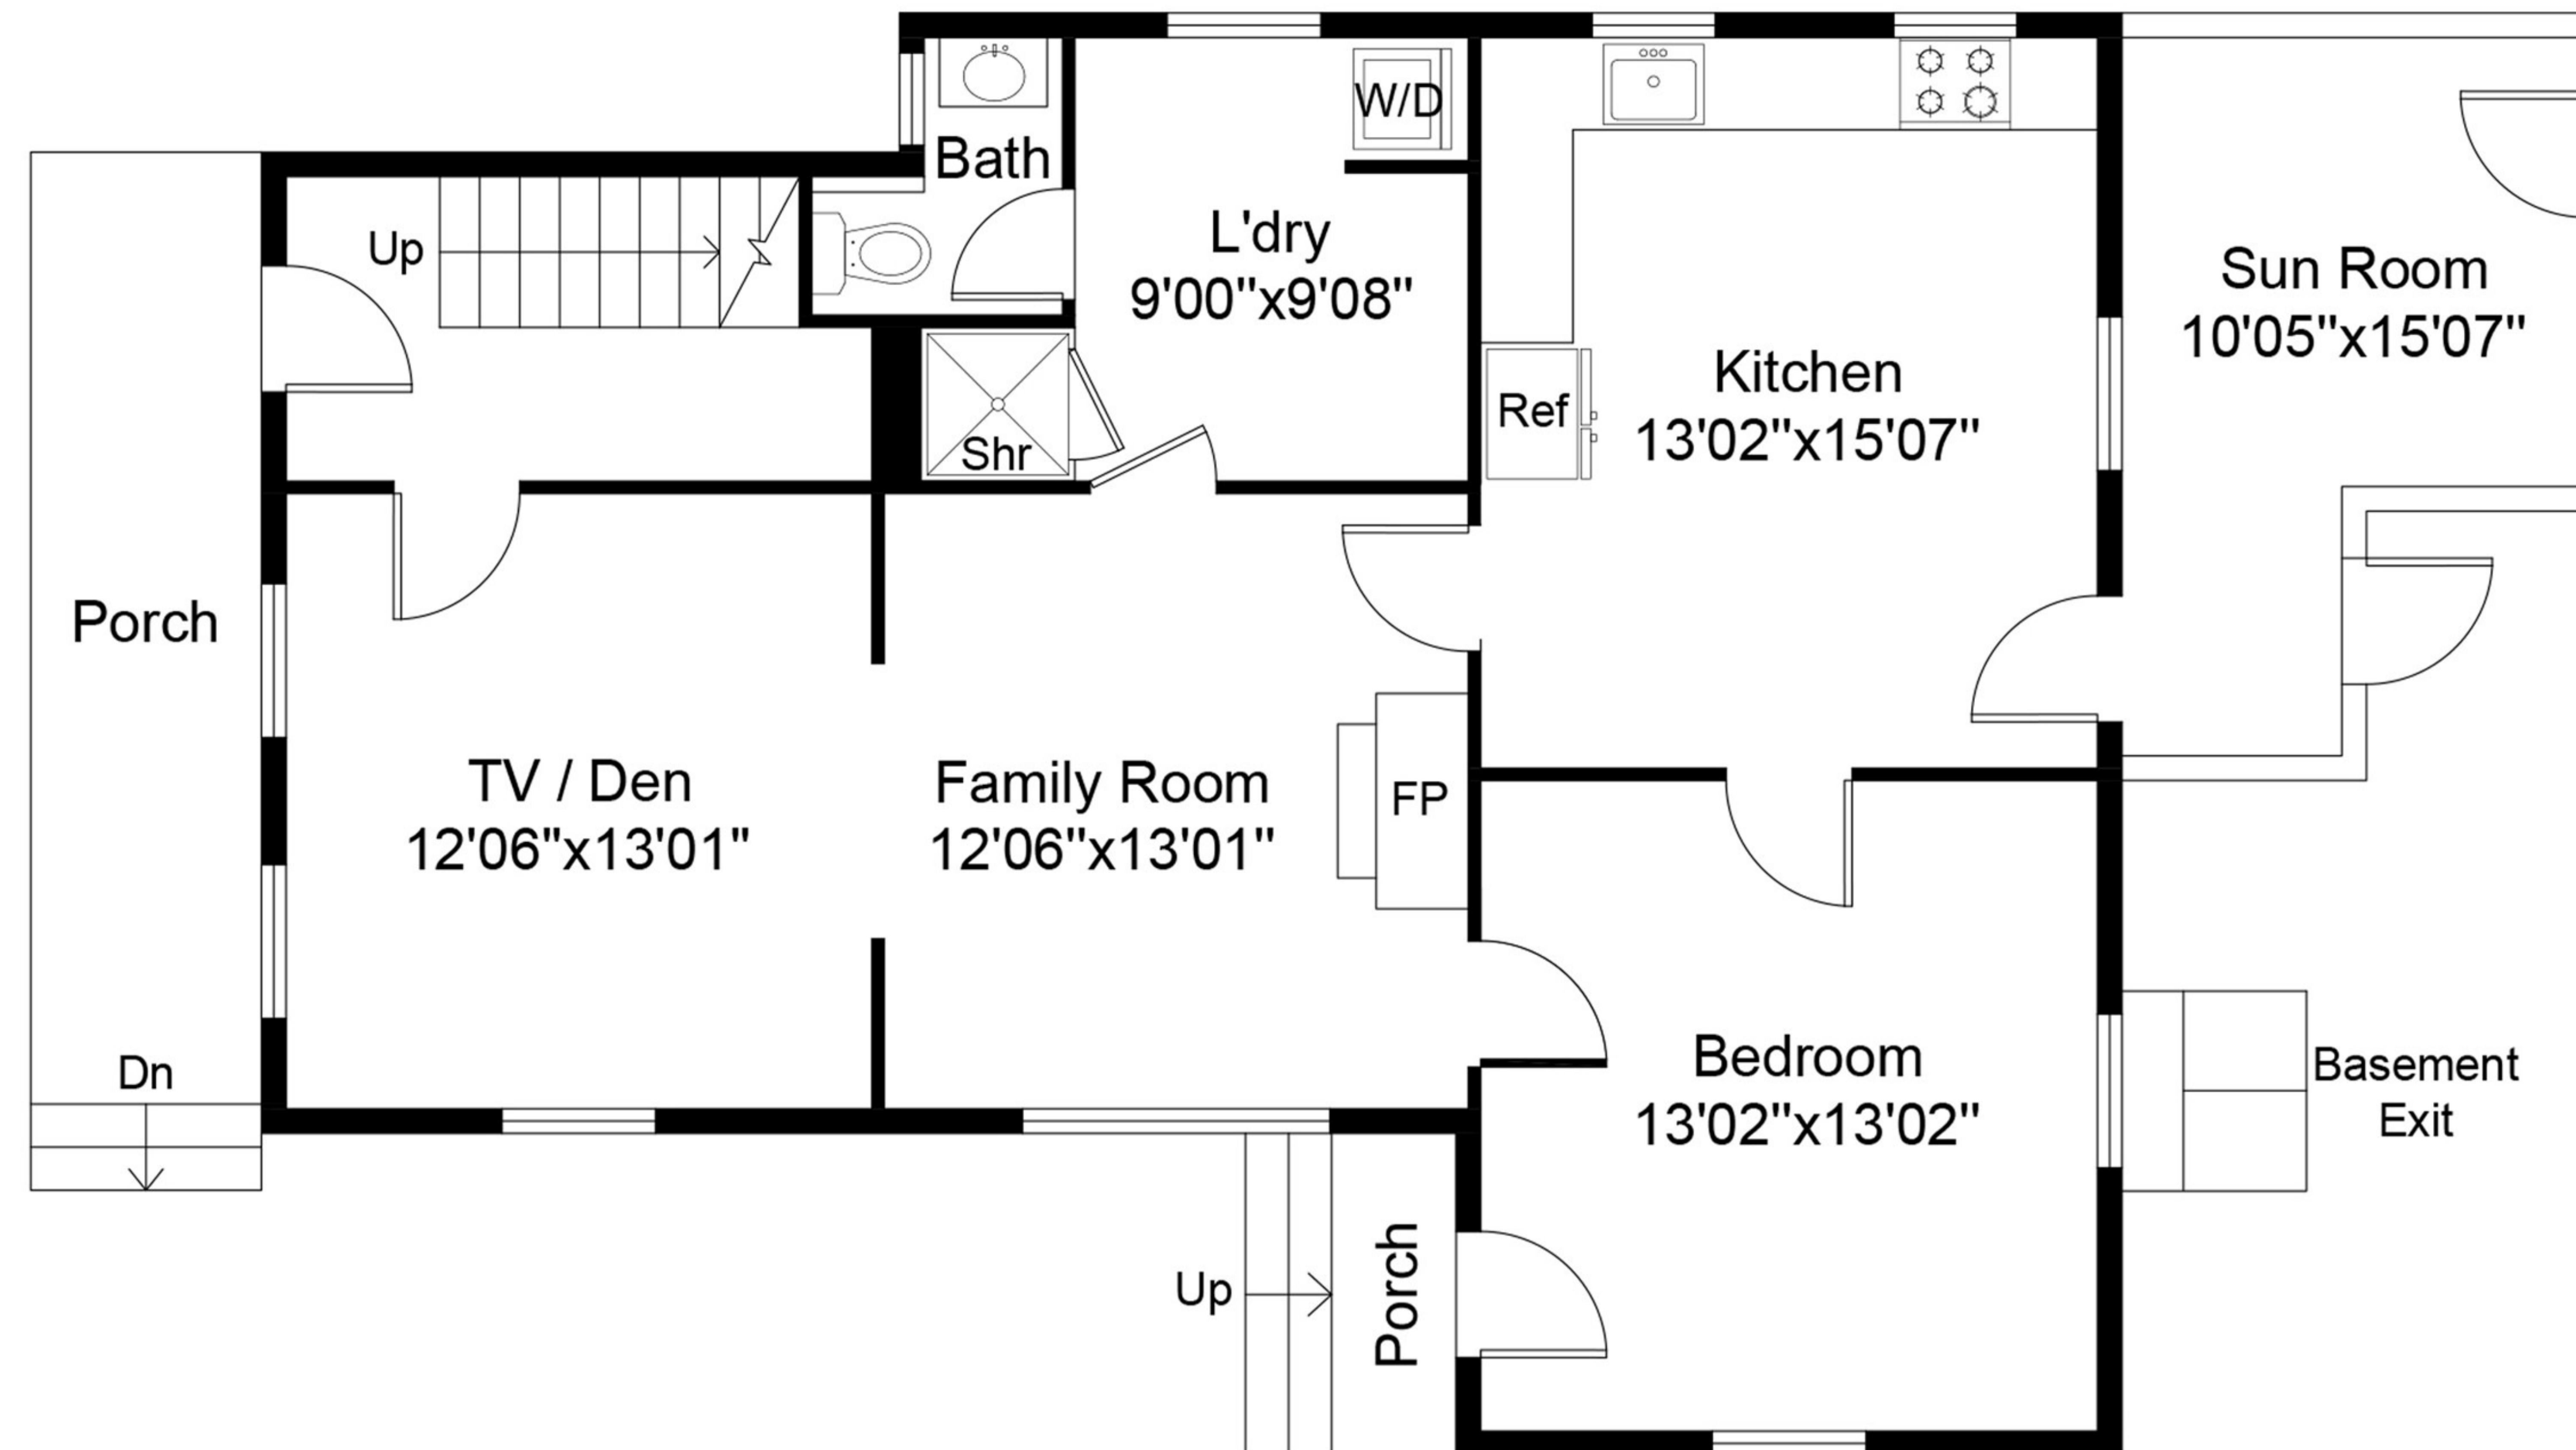 W/D
Bath
Up
L'dry
9'00"x9'08"
Sun Room
10'05"x15'07"
Kitchen
13'02"x15'07"
Ref
Shr
Porch
TV / Den
12'06"x13'01"
Family Room
12'06"x13'01"
FP
Dn
Bedroom
13'02"x13'02"
Basement
Exit
Up
Porch